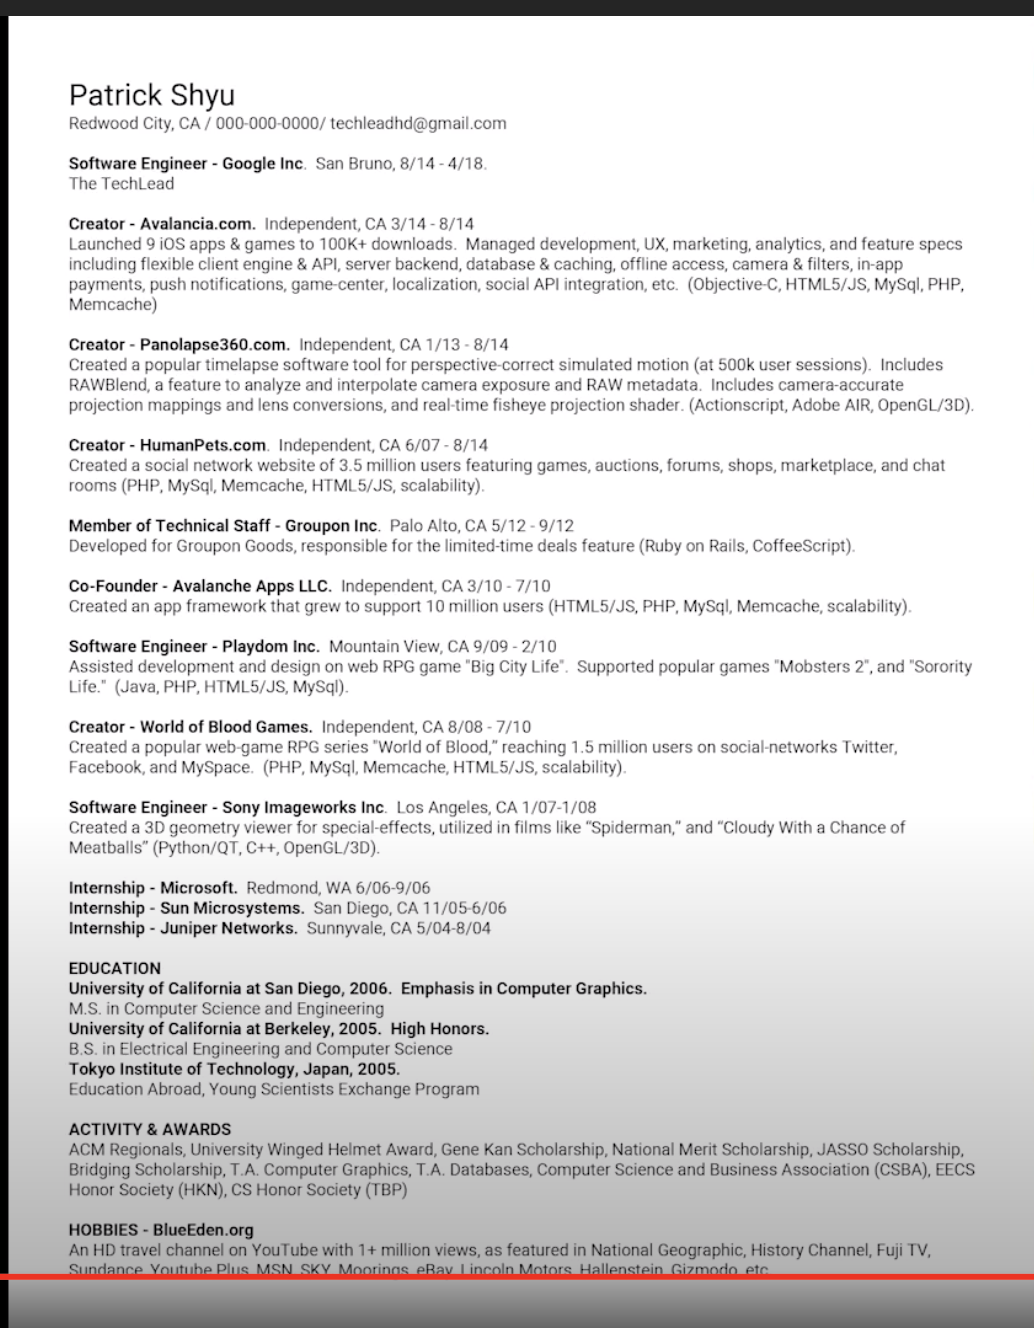 Patrick Shyu
Redwood City, CA / 000-000-0000/ techleadhd@gmail.com
Software Engineer - Google Inc.  San Bruno, 8/14 - 4/18.
The TechLead
Creator - Avalancia.com.  Independent, CA 3/14 - 8/14
Launched 9 iOS apps & games to 100K+ downloads.  Managed development, UX, marketing, analytics, and feature specs
including flexible client engine & API, server backend, database & caching, offline access, camera & filters, in-app
payments, push notifications, game-center, localization, social API integration, etc.  (Objective-C, HTML5/JS, MySql, PHP,
Memcache)
Creator - Panolapse360.com.  Independent, CA 1/13 - 8/14
Created a popular timelapse software tool for perspective-correct simulated motion (at 500k user sessions).  Includes
RAWBlend, a feature to analyze and interpolate camera exposure and RAW metadata.  Includes camera-accurate
projection mappings and lens conversions, and real-time fisheye projection shader. (Actionscript, Adobe AIR, OpenGL/3D).
Creator - HumanPets.com.  Independent, CA 6/07 - 8/14
Created a social network website of 3.5 million users featuring games, auctions, forums, shops, marketplace, and chat
rooms (PHP, MySql, Memcache, HTML5/JS, scalability).
Member of Technical Staff - Groupon Inc.  Palo Alto, CA 5/12 - 9/12
Developed for Groupon Goods, responsible for the limited-time deals feature (Ruby on Rails, CoffeeScript).
Co-Founder - Avalanche Apps LLC.  Independent, CA 3/10 - 7/10
Created an app framework that grew to support 10 million users (HTML5/JS, PHP, MySql, Memcache, scalability).
Software Engineer - Playdom Inc.  Mountain View, CA 9/09 - 2/10
Assisted development and design on web RPG game "Big City Life".  Supported popular games "Mobsters 2", and "Sorority
Life."  (Java, PHP, HTML5/JS, MySql).
Creator - World of Blood Games.  Independent, CA 8/08 - 7/10
Created a popular web-game RPG series "World of Blood,” reaching 1.5 million users on social-networks Twitter,
Facebook, and MySpace.  (PHP, MySql, Memcache, HTML5/JS, scalability).
Software Engineer - Sony Imageworks Inc.  Los Angeles, CA 1/07-1/08
Created a 3D geometry viewer for special-effects, utilized in films like “Spiderman,” and “Cloudy With a Chance of
Meatballs” (Python/QT, C++, OpenGL/3D).
Internship - Microsoft.  Redmond, WA 6/06-9/06
Internship - Sun Microsystems.  San Diego, CA 11/05-6/06
Internship - Juniper Networks.  Sunnyvale, CA 5/04-8/04
EDUCATION
University of California at San Diego, 2006.  Emphasis in Computer Graphics.
M.S. in Computer Science and Engineering
University of California at Berkeley, 2005.  High Honors.
B.S. in Electrical Engineering and Computer Science
Tokyo Institute of Technology, Japan, 2005.
Education Abroad, Young Scientists Exchange Program
ACTIVITY & AWARDS
ACM Regionals, University Winged Helmet Award, Gene Kan Scholarship, National Merit Scholarship, JASSO Scholarship,
Bridging Scholarship, T.A. Computer Graphics, T.A. Databases, Computer Science and Business Association (CSBA), EECS
Honor Society (HKN), CS Honor Society (TBP)
HOBBIES - BlueEden.org
An HD travel channel on YouTube with 1+ million views, as featured in National Geographic, History Channel, Fuji TV,
Sundance, Youtube Plus, MSN, SKY, Moorings, eBay, Lincoln Motors, Hallenstein, Gizmodo, etc